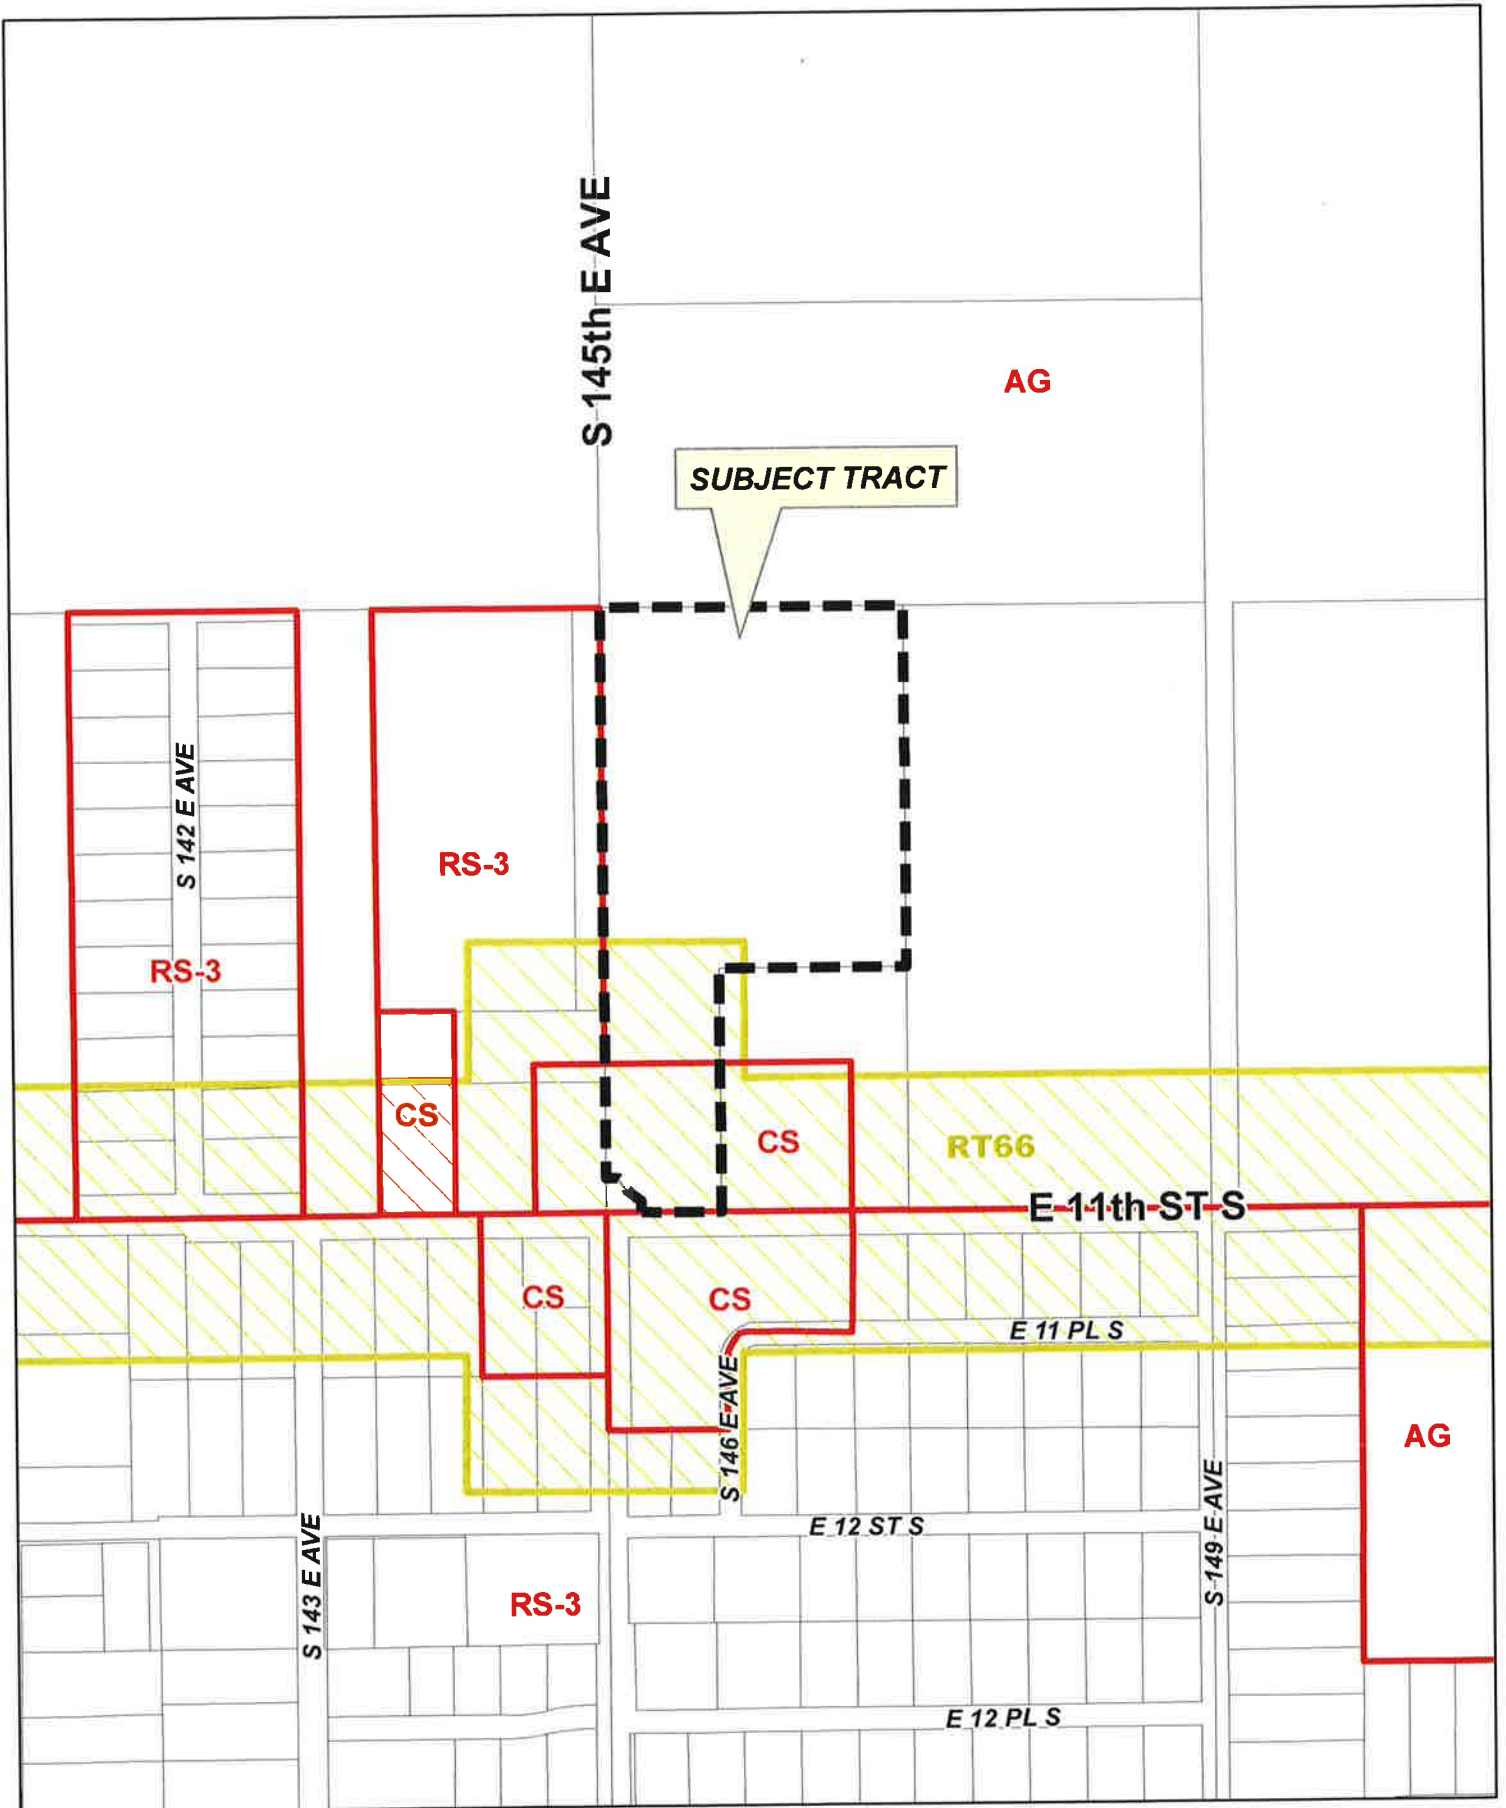 S 145th E AVE
AG
SUBJECT TRACT
S 142 E AVE
RS-3
RS-3
CS
CS
RT66
E 11th ST S
CS
CS
E 11 PL S
S 146 E AVE
AG
E 12 ST S
S 149 E AVE
S 143 E AVE
RS-3
E 12 PL S